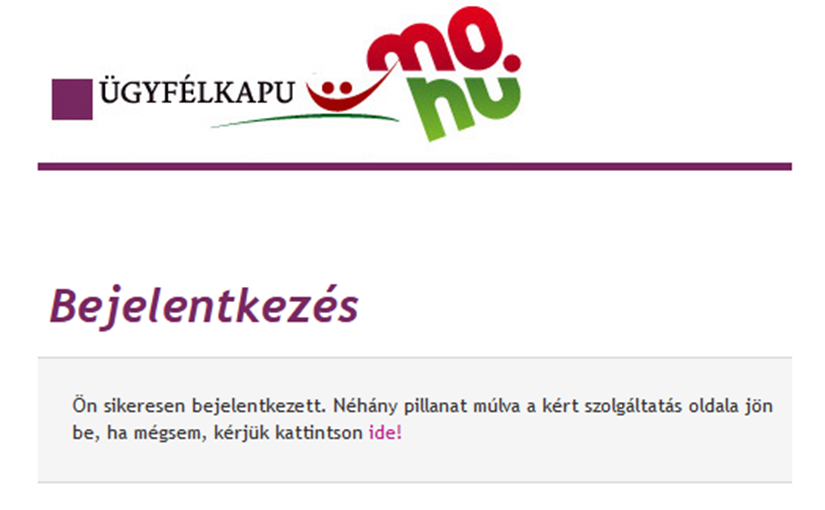 ÜGYFÉLKAPU
mo.
hu
Bejelentkezés
Ön sikeresen bejelentkezett. Néhány pillanat múlva a kért szolgáltatás oldala jön
be, ha mégsem, kérjük kattintson ide!